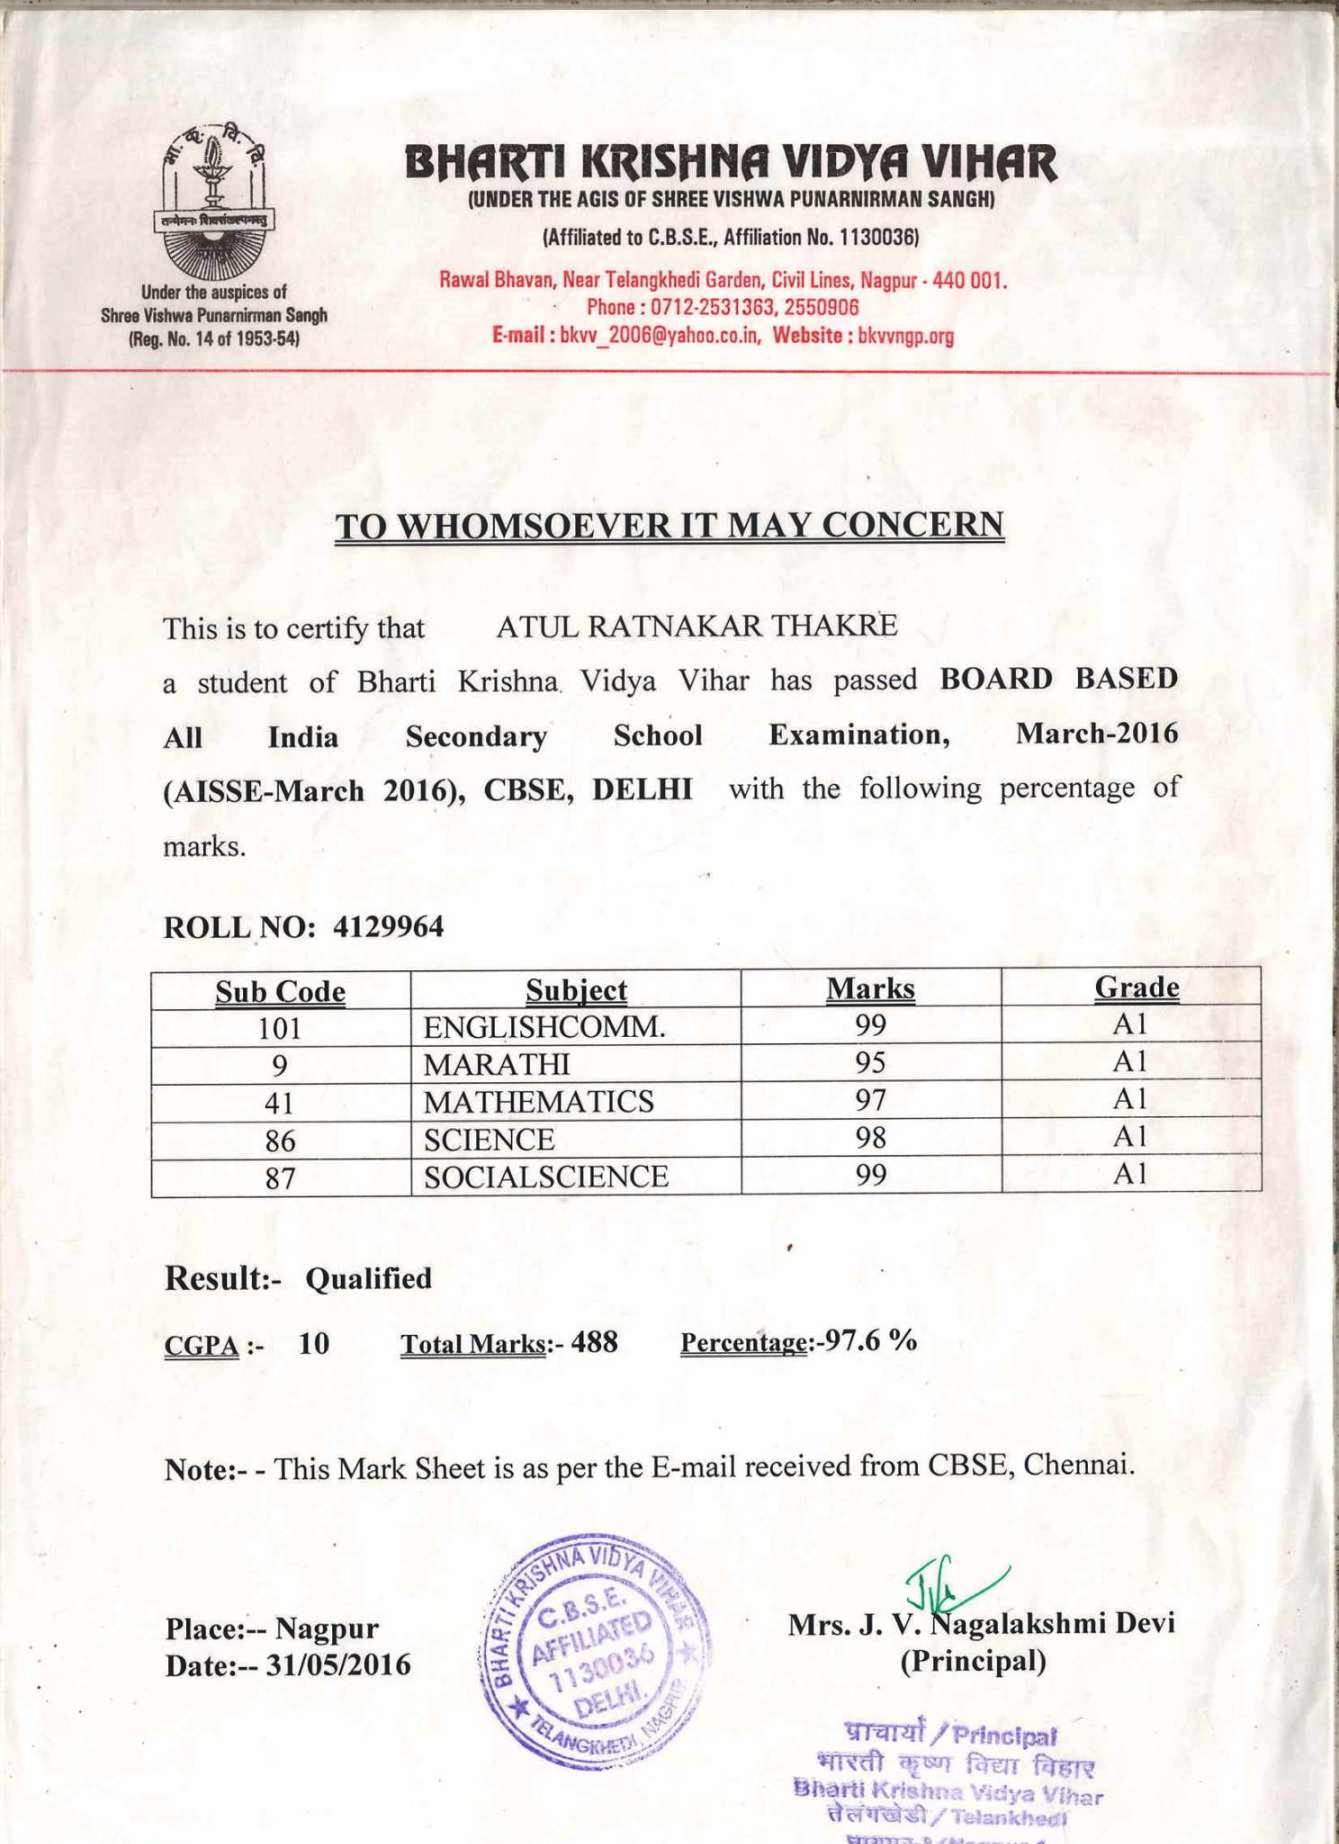 भा. कृ. वि. वि.
तन्मेमनः शिवसंकल्पमस्तु
नागपुर
Under the auspices of
Shree Vishwa Punarnirman Sangh
(Reg. No. 14 of 1953-54)
BHARTI KRISHNA VIDYA VIHAR
(UNDER THE AGIS OF SHREE VISHWA PUNARNIRMAN SANGH)
(Affiliated to C.B.S.E., Affiliation No. 1130036)
Rawal Bhavan, Near Telangkhedi Garden, Civil Lines, Nagpur - 440 001.
Phone : 0712-2531363, 2550906
E-mail : bkvv_2006@yahoo.co.in, Website : bkvvngp.org
TO WHOMSOEVER IT MAY CONCERN
This is to certify that ATUL RATNAKAR THAKRE
a student of Bharti Krishna Vidya Vihar has passed BOARD BASED
All India Secondary School Examination, March-2016
(AISSE-March 2016), CBSE, DELHI with the following percentage of
marks.
ROLL NO: 4129964
Sub Code Subject Marks Grade
101 ENGLISHCOMM. 99 A1
9 MARATHI 95 A1
41 MATHEMATICS 97 A1
86 SCIENCE 98 A1
87 SOCIALSCIENCE 99 A1
Result:- Qualified
CGPA :- 10 Total Marks:- 488 Percentage:-97.6 %
Note:- - This Mark Sheet is as per the E-mail received from CBSE, Chennai.
Place:-- Nagpur
Date:-- 31/05/2016
BHARTI KRISHNA VIDYA VIHAR
C.B.S.E.
AFFILIATED
1130036
DELHI.
TELANGKHEDI, NAGPUR
Mrs. J. V. Nagalakshmi Devi
(Principal)
प्राचार्या / Principal
भारती कृष्ण विद्या विहार
Bharti Krishna Vidya Vihar
तेलंगखेडी / Telankhedi